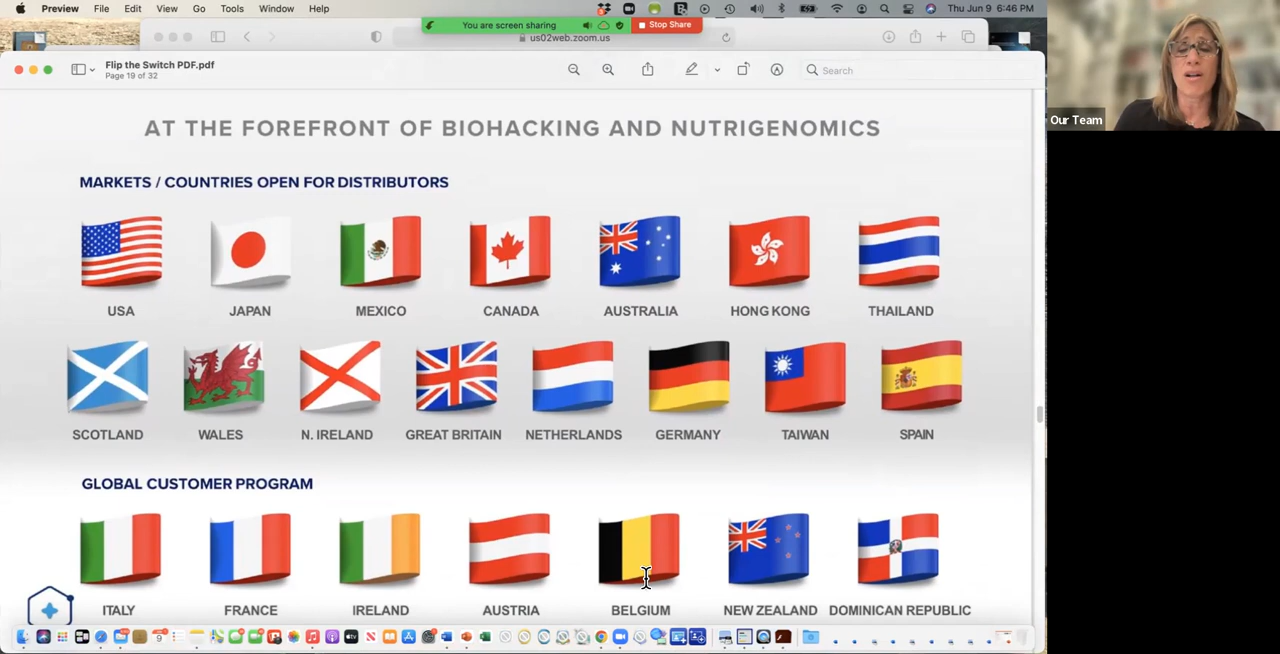 Preview File Edit View Go Tools Window Help Thu Jun 9 6:46 PM
You are screen sharing Stop Share
us02web.zoom.us
Flip the Switch PDF.pdf
Page 19 of 32
Search
Our Team
AT THE FOREFRONT OF BIOHACKING AND NUTRIGENOMICS
MARKETS / COUNTRIES OPEN FOR DISTRIBUTORS
USA JAPAN MEXICO CANADA AUSTRALIA HONG KONG THAILAND
SCOTLAND WALES N. IRELAND GREAT BRITAIN NETHERLANDS GERMANY TAIWAN SPAIN
GLOBAL CUSTOMER PROGRAM
ITALY FRANCE IRELAND AUSTRIA BELGIUM NEW ZEALAND DOMINICAN REPUBLIC